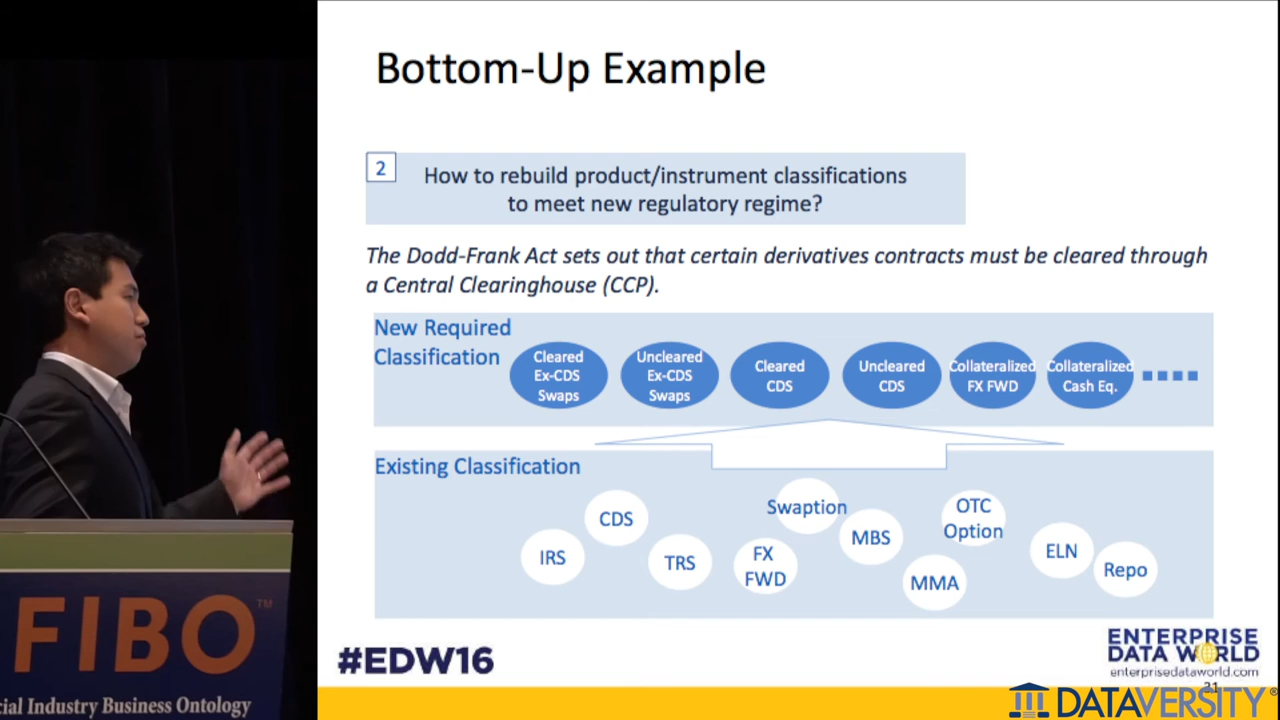 Bottom-Up Example
2
How to rebuild product/instrument classifications
to meet new regulatory regime?
The Dodd-Frank Act sets out that certain derivatives contracts must be cleared through
a Central Clearinghouse (CCP).
New Required
Classification
Cleared
Ex-CDS
Swaps
Uncleared
Ex-CDS
Swaps
Cleared
CDS
Uncleared
CDS
Collateralized
FX FWD
Collateralized
Cash Eq.
Existing Classification
IRS
CDS
TRS
FX
FWD
Swaption
MBS
MMA
OTC
Option
ELN
Repo
FIBO™
cial Industry Business Ontology
#EDW16
ENTERPRISE
DATA WORLD
enterprisedataworld.com
31
DATAVERSITY®